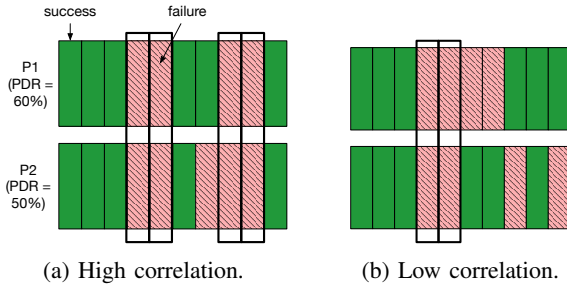 success
failure
P1
(PDR =
60%)
P2
(PDR =
50%)
(a) High correlation.
(b) Low correlation.